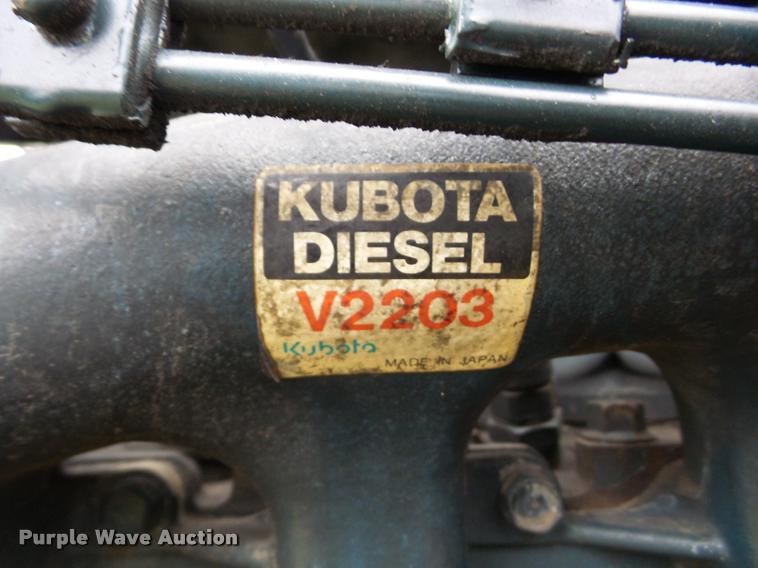 KUBOTA
DIESEL
V2203
Kubota
MADE IN JAPAN
Purple Wave Auction